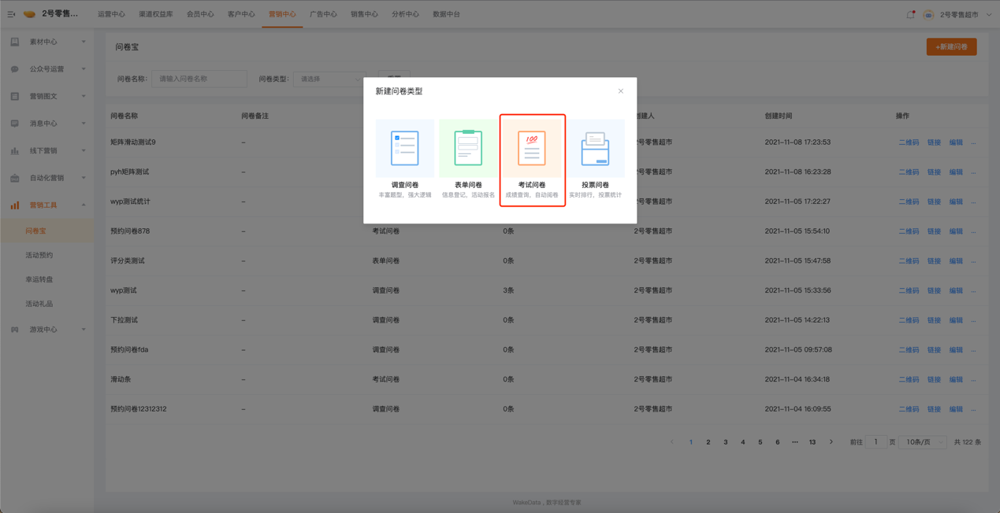 2号零售...
运营中心 渠道权益库 会员中心 客户中心 营销中心 广告中心 销售中心 分析中心 数据中台
2号零售超市
素材中心
公众号运营
营销图文
消息中心
线下营销
自动化营销
营销工具
问卷宝
活动预约
幸运转盘
活动礼品
游戏中心
问卷宝
+新建问卷
问卷名称: 请输入问卷名称 问卷类型: 请选择
新建问卷类型
100
调查问卷 表单问卷 考试问卷 投票问卷
丰富题型，强大逻辑 信息登记，活动报名 成绩查询，自动阅卷 实时排行，投票统计
问卷名称 问卷备注 创建人 创建时间 操作
矩阵滑动测试9 – 2号零售超市 2021-11-08 17:23:53 二维码 链接 编辑 ...
pyh矩阵测试 – 2号零售超市 2021-11-08 16:23:28 二维码 链接 编辑 ...
wyp测试统计 – 2号零售超市 2021-11-05 17:22:27 二维码 链接 编辑 ...
预约问卷878 – 考试问卷 0条 2号零售超市 2021-11-05 15:54:10 二维码 链接 编辑 ...
评分类测试 – 表单问卷 0条 2号零售超市 2021-11-05 15:47:58 二维码 链接 编辑 ...
wyp测试 – 调查问卷 3条 2号零售超市 2021-11-05 15:33:56 二维码 链接 编辑 ...
下拉测试 – 调查问卷 0条 2号零售超市 2021-11-05 14:22:13 二维码 链接 编辑 ...
预约问卷fda – 调查问卷 0条 2号零售超市 2021-11-05 09:57:08 二维码 链接 编辑 ...
滑动条 – 考试问卷 0条 2号零售超市 2021-11-04 16:34:18 二维码 链接 编辑 ...
预约问卷12312312 – 调查问卷 0条 2号零售超市 2021-11-04 16:09:55 二维码 链接 编辑 ...
1 2 3 4 5 6 ··· 13 前往 1 页 10条/页 共 122 条
WakeData，数字经营专家